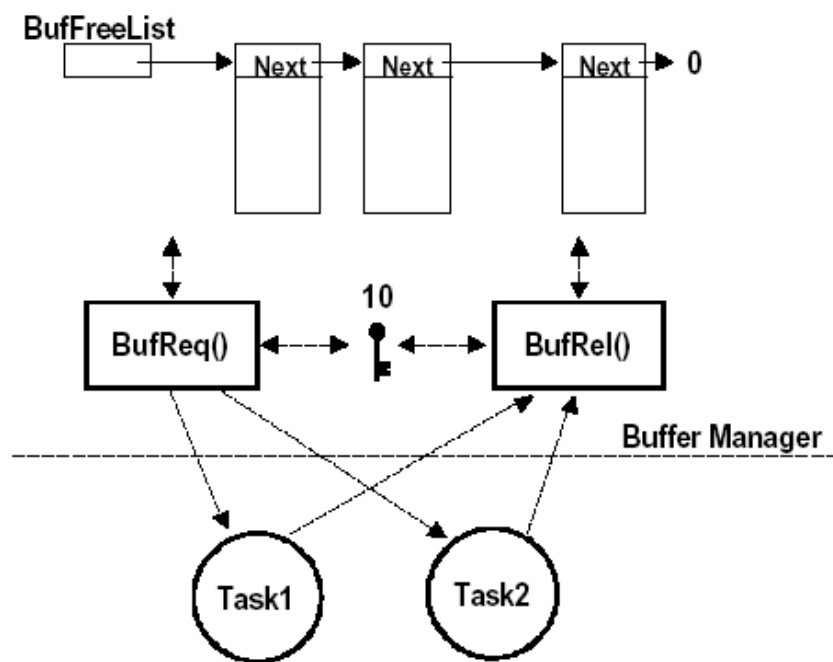 BufFreeList
Next Next Next 0
10
BufReq() BufRel()
Buffer Manager
Task1 Task2